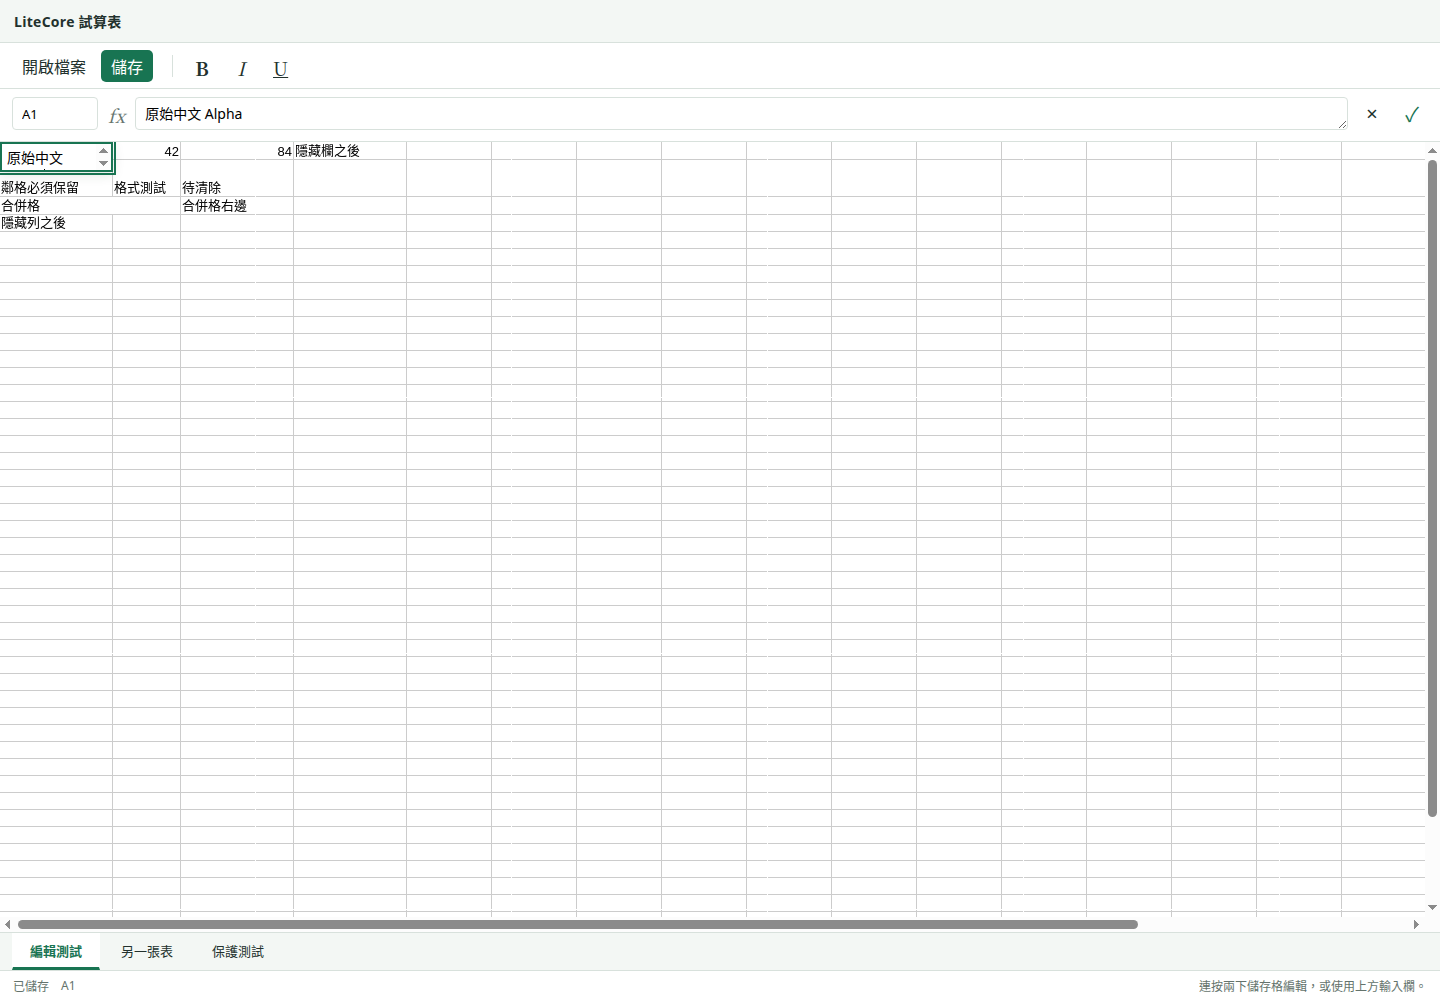 LiteCore 試算表
開啟檔案 儲存 B I U
A1 fx 原始中文 Alpha × ✓
原始中文 42 84 隱藏欄之後
鄰格必須保留 格式測試 待清除
合併格 合併格右邊
隱藏列之後
編輯測試 另一張表 保護測試
已儲存 A1 連按兩下儲存格編輯，或使用上方輸入欄。